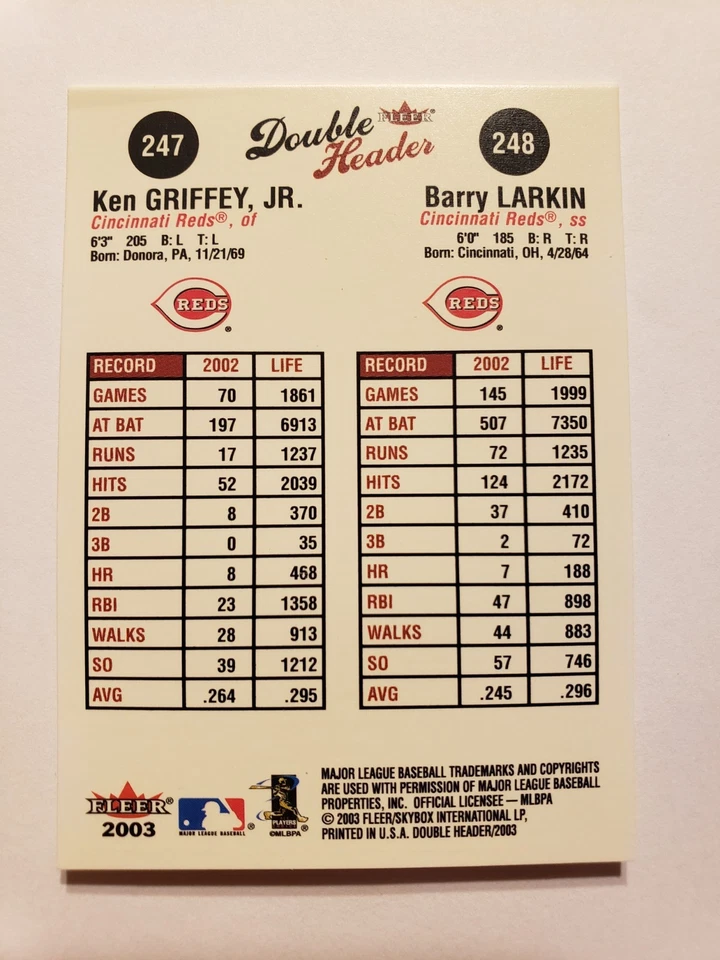 247
Double
Header
FLEER®
248
Ken GRIFFEY, JR.
Cincinnati Reds®, of
6'3" 205 B: L T: L
Born: Donora, PA, 11/21/69
REDS®
RECORD 2002 LIFE
GAMES 70 1861
AT BAT 197 6913
RUNS 17 1237
HITS 52 2039
2B 8 370
3B 0 35
HR 8 468
RBI 23 1358
WALKS 28 913
SO 39 1212
AVG .264 .295
Barry LARKIN
Cincinnati Reds®, ss
6'0" 185 B: R T: R
Born: Cincinnati, OH, 4/28/64
REDS®
RECORD 2002 LIFE
GAMES 145 1999
AT BAT 507 7350
RUNS 72 1235
HITS 124 2172
2B 37 410
3B 2 72
HR 7 188
RBI 47 898
WALKS 44 883
SO 57 746
AVG .245 .296
FLEER®
2003
MAJOR LEAGUE BASEBALL®
PLAYERS
©MLBPA
MAJOR LEAGUE BASEBALL TRADEMARKS AND COPYRIGHTS
ARE USED WITH PERMISSION OF MAJOR LEAGUE BASEBALL
PROPERTIES, INC. OFFICIAL LICENSEE — MLBPA
© 2003 FLEER/SKYBOX INTERNATIONAL LP,
PRINTED IN U.S.A. DOUBLE HEADER/2003